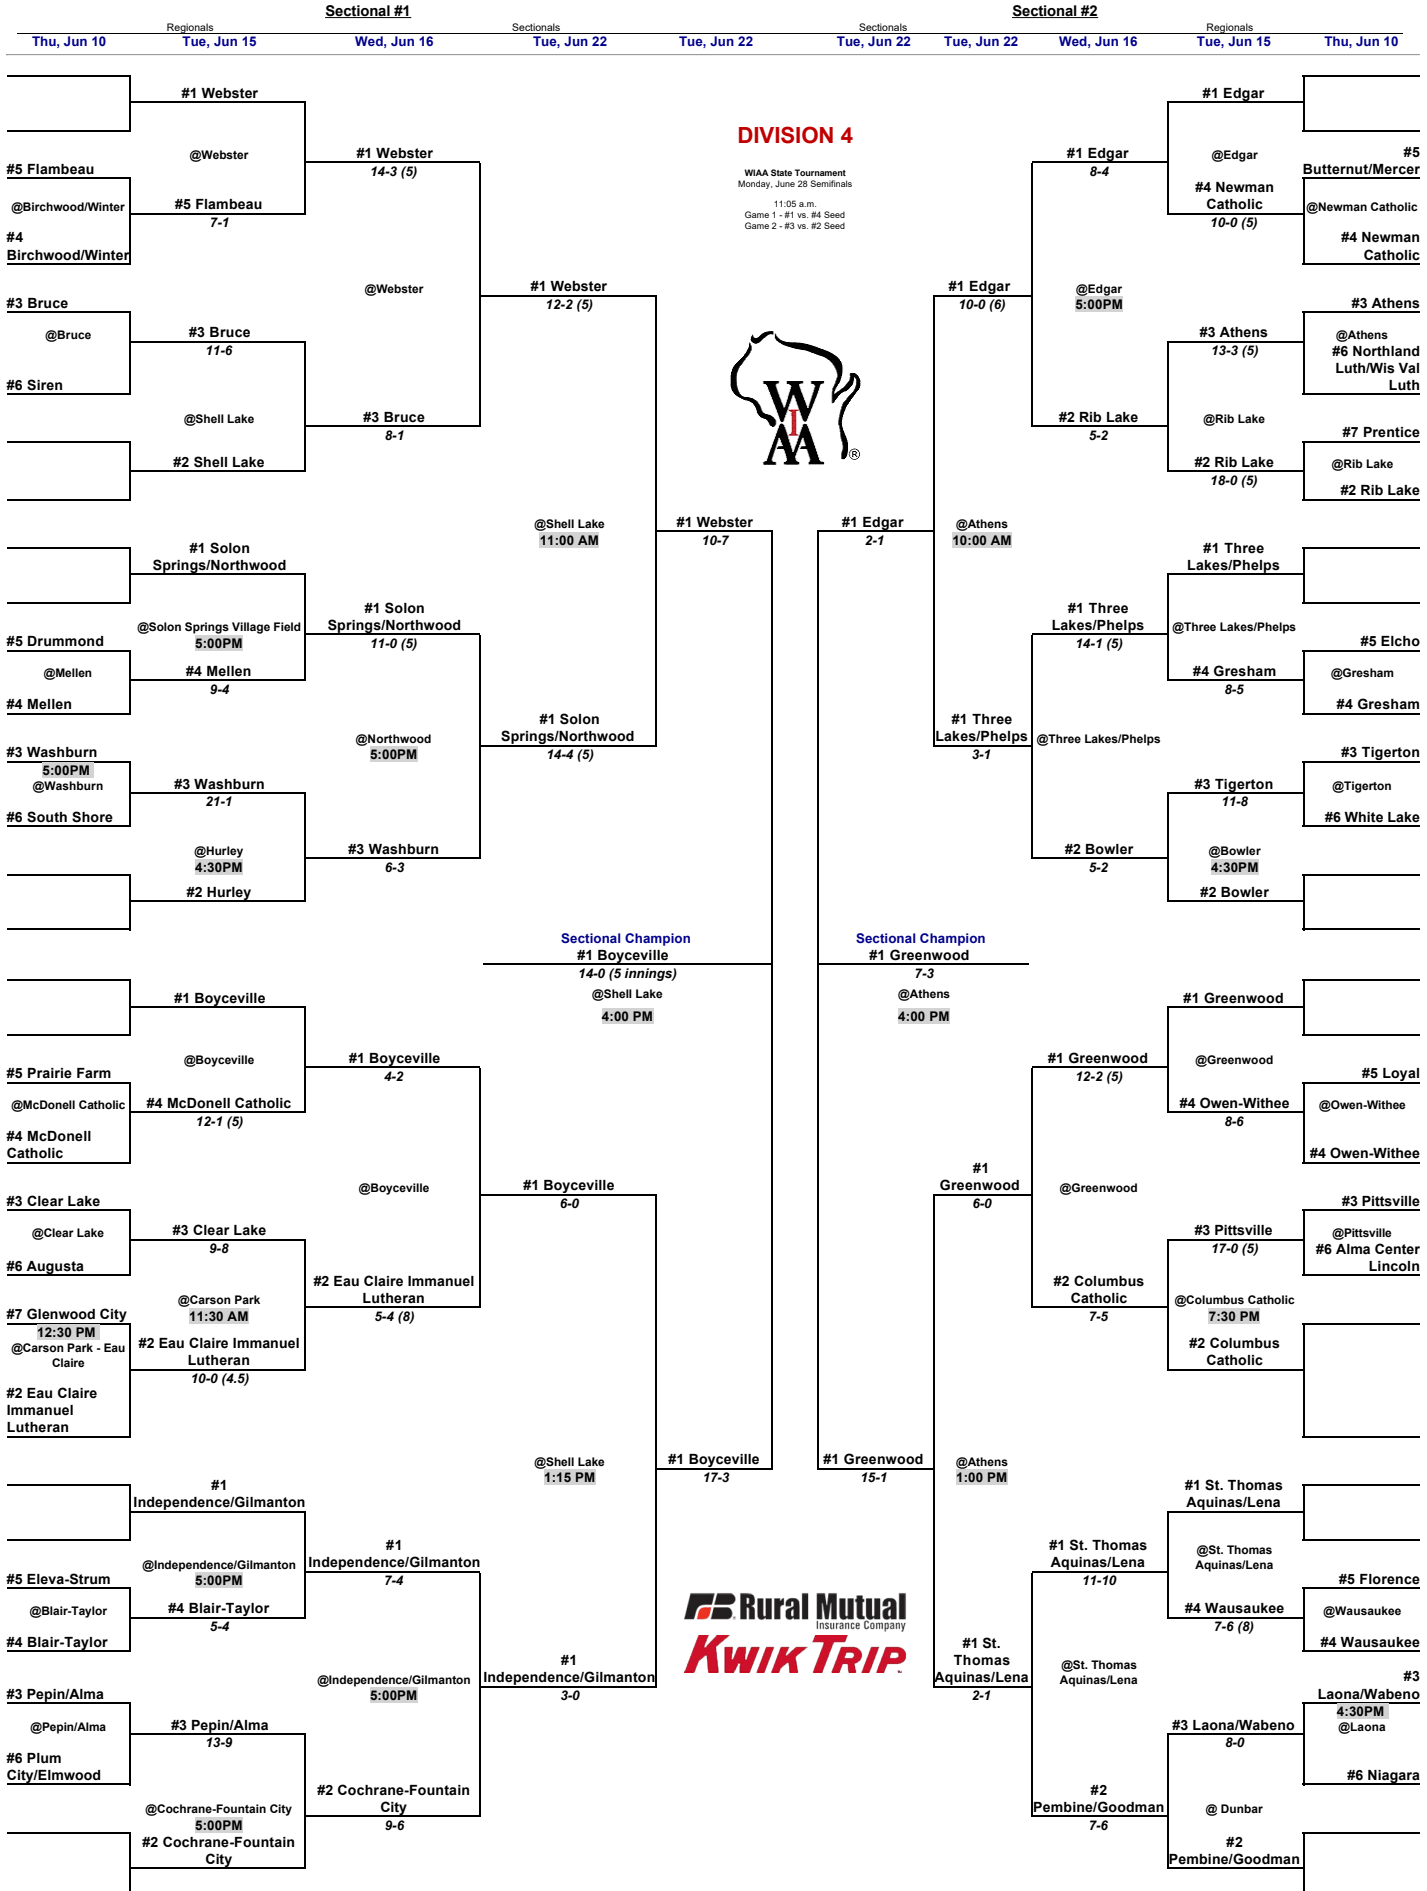 Sectional #1
Sectional #2
Regionals
Sectionals
Sectionals
Regionals
Thu, Jun 10
Tue, Jun 15
Wed, Jun 16
Tue, Jun 22
Tue, Jun 22
Tue, Jun 22
Tue, Jun 22
Wed, Jun 16
Tue, Jun 15
Thu, Jun 10
#1 Webster
@Webster
#5 Flambeau
@Birchwood/Winter
#4
Birchwood/Winter
#5 Flambeau
7-1
#1 Webster
14-3 (5)
@Webster
#3 Bruce
@Bruce
#6 Siren
#3 Bruce
11-6
@Shell Lake
#2 Shell Lake
#3 Bruce
8-1
#1 Webster
12-2 (5)
@Shell Lake
11:00 AM
#1 Webster
10-7
#1 Solon
Springs/Northwood
@Solon Springs Village Field
5:00PM
#5 Drummond
@Mellen
#4 Mellen
#4 Mellen
9-4
#1 Solon
Springs/Northwood
11-0 (5)
@Northwood
5:00PM
#1 Solon
Springs/Northwood
14-4 (5)
#3 Washburn
5:00PM
@Washburn
#6 South Shore
#3 Washburn
21-1
@Hurley
4:30PM
#2 Hurley
#3 Washburn
6-3
Sectional Champion
#1 Boyceville
14-0 (5 innings)
@Shell Lake
4:00 PM
#1 Boyceville
@Boyceville
#5 Prairie Farm
@McDonell Catholic
#4 McDonell
Catholic
#4 McDonell Catholic
12-1 (5)
#1 Boyceville
4-2
@Boyceville
#1 Boyceville
6-0
#3 Clear Lake
@Clear Lake
#6 Augusta
#3 Clear Lake
9-8
@Carson Park
11:30 AM
#2 Eau Claire Immanuel
Lutheran
5-4 (8)
#7 Glenwood City
12:30 PM
@Carson Park - Eau
Claire
#2 Eau Claire
Immanuel
Lutheran
#2 Eau Claire Immanuel
Lutheran
10-0 (4.5)
@Shell Lake
1:15 PM
#1 Boyceville
17-3
#1
Independence/Gilmanton
@Independence/Gilmanton
5:00PM
#5 Eleva-Strum
@Blair-Taylor
#4 Blair-Taylor
#4 Blair-Taylor
5-4
#1
Independence/Gilmanton
7-4
@Independence/Gilmanton
5:00PM
#1
Independence/Gilmanton
3-0
#3 Pepin/Alma
@Pepin/Alma
#6 Plum
City/Elmwood
#3 Pepin/Alma
13-9
@Cochrane-Fountain City
5:00PM
#2 Cochrane-Fountain
City
#2 Cochrane-Fountain
City
9-6
DIVISION 4
WIAA State Tournament
Monday, June 28 Semifinals
11:05 a.m.
Game 1 - #1 vs. #4 Seed
Game 2 - #3 vs. #2 Seed
W
I
AA
®
Rural Mutual
Insurance Company
KWIK TRIP
#1 Edgar
@Edgar
#5
Butternut/Mercer
@Newman Catholic
#4 Newman
Catholic
#4 Newman
Catholic
10-0 (5)
#1 Edgar
8-4
@Edgar
5:00PM
#1 Edgar
10-0 (6)
#3 Athens
@Athens
#6 Northland
Luth/Wis Val
Luth
#3 Athens
13-3 (5)
@Rib Lake
#7 Prentice
@Rib Lake
#2 Rib Lake
#2 Rib Lake
18-0 (5)
#2 Rib Lake
5-2
#1 Edgar
2-1
@Athens
10:00 AM
#1 Three
Lakes/Phelps
@Three Lakes/Phelps
#5 Elcho
@Gresham
#4 Gresham
#4 Gresham
8-5
#1 Three
Lakes/Phelps
14-1 (5)
@Three Lakes/Phelps
#1 Three
Lakes/Phelps
3-1
#3 Tigerton
@Tigerton
#6 White Lake
#3 Tigerton
11-8
@Bowler
4:30PM
#2 Bowler
#2 Bowler
5-2
Sectional Champion
#1 Greenwood
7-3
@Athens
4:00 PM
#1 Greenwood
@Greenwood
#5 Loyal
@Owen-Withee
#4 Owen-Withee
#4 Owen-Withee
8-6
#1 Greenwood
12-2 (5)
@Greenwood
#1
Greenwood
6-0
#3 Pittsville
@Pittsville
#6 Alma Center
Lincoln
#3 Pittsville
17-0 (5)
@Columbus Catholic
7:30 PM
#2 Columbus
Catholic
#2 Columbus
Catholic
7-5
#1 Greenwood
15-1
@Athens
1:00 PM
#1 St. Thomas
Aquinas/Lena
@St. Thomas
Aquinas/Lena
#5 Florence
@Wausaukee
#4 Wausaukee
#4 Wausaukee
7-6 (8)
#1 St. Thomas
Aquinas/Lena
11-10
@St. Thomas
Aquinas/Lena
#1 St.
Thomas
Aquinas/Lena
2-1
#3
Laona/Wabeno
4:30PM
@Laona
#6 Niagara
#3 Laona/Wabeno
8-0
@ Dunbar
#2
Pembine/Goodman
#2
Pembine/Goodman
7-6